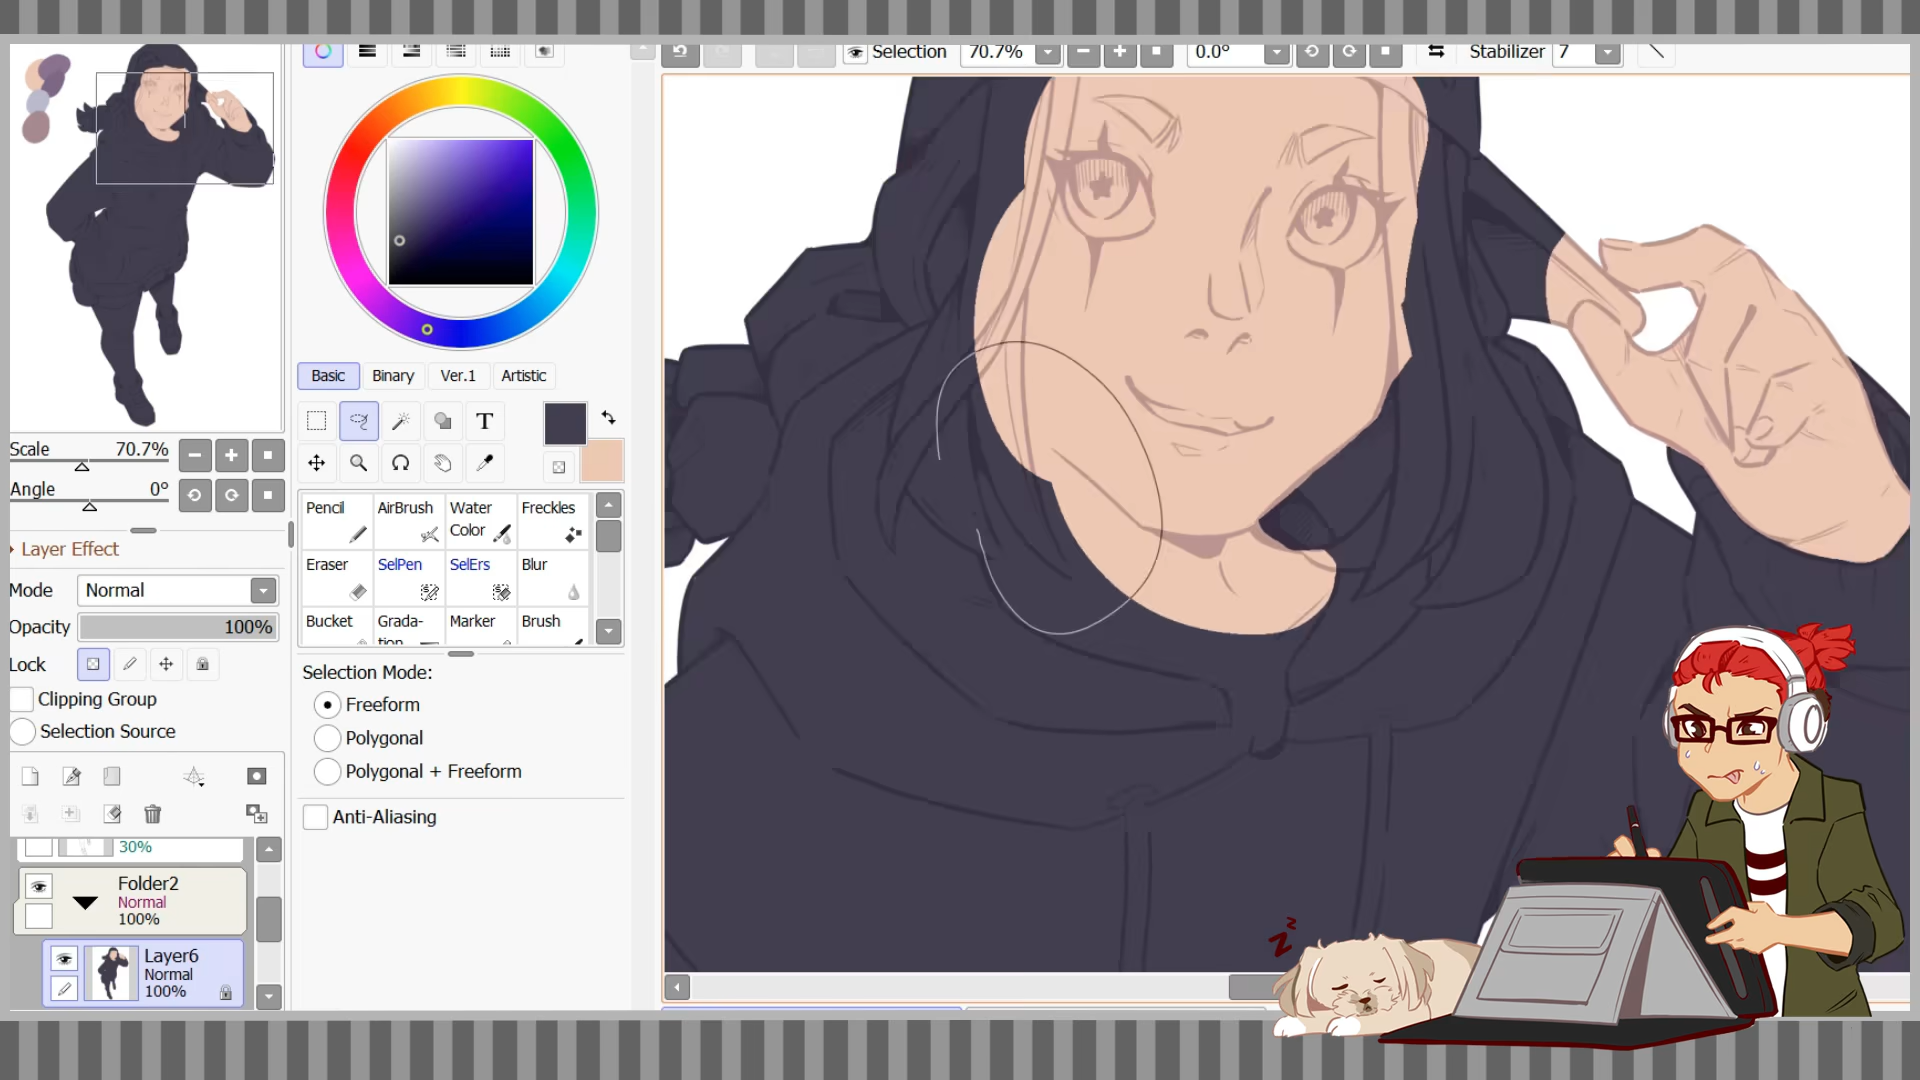 Selection 70.7% 0.0° Stabilizer 7
Basic Binary Ver.1 Artistic
T
Scale 70.7%
Angle 0°
Layer Effect
Mode Normal
Opacity 100%
Lock
Clipping Group
Selection Source
30%
Folder2
Normal
100%
Layer6
Normal
100%
Pencil AirBrush Water Color Freckles
Eraser SelPen SelErs Blur
Bucket Grada-tion Marker Brush
Selection Mode:
Freeform
Polygonal
Polygonal + Freeform
Anti-Aliasing
z z